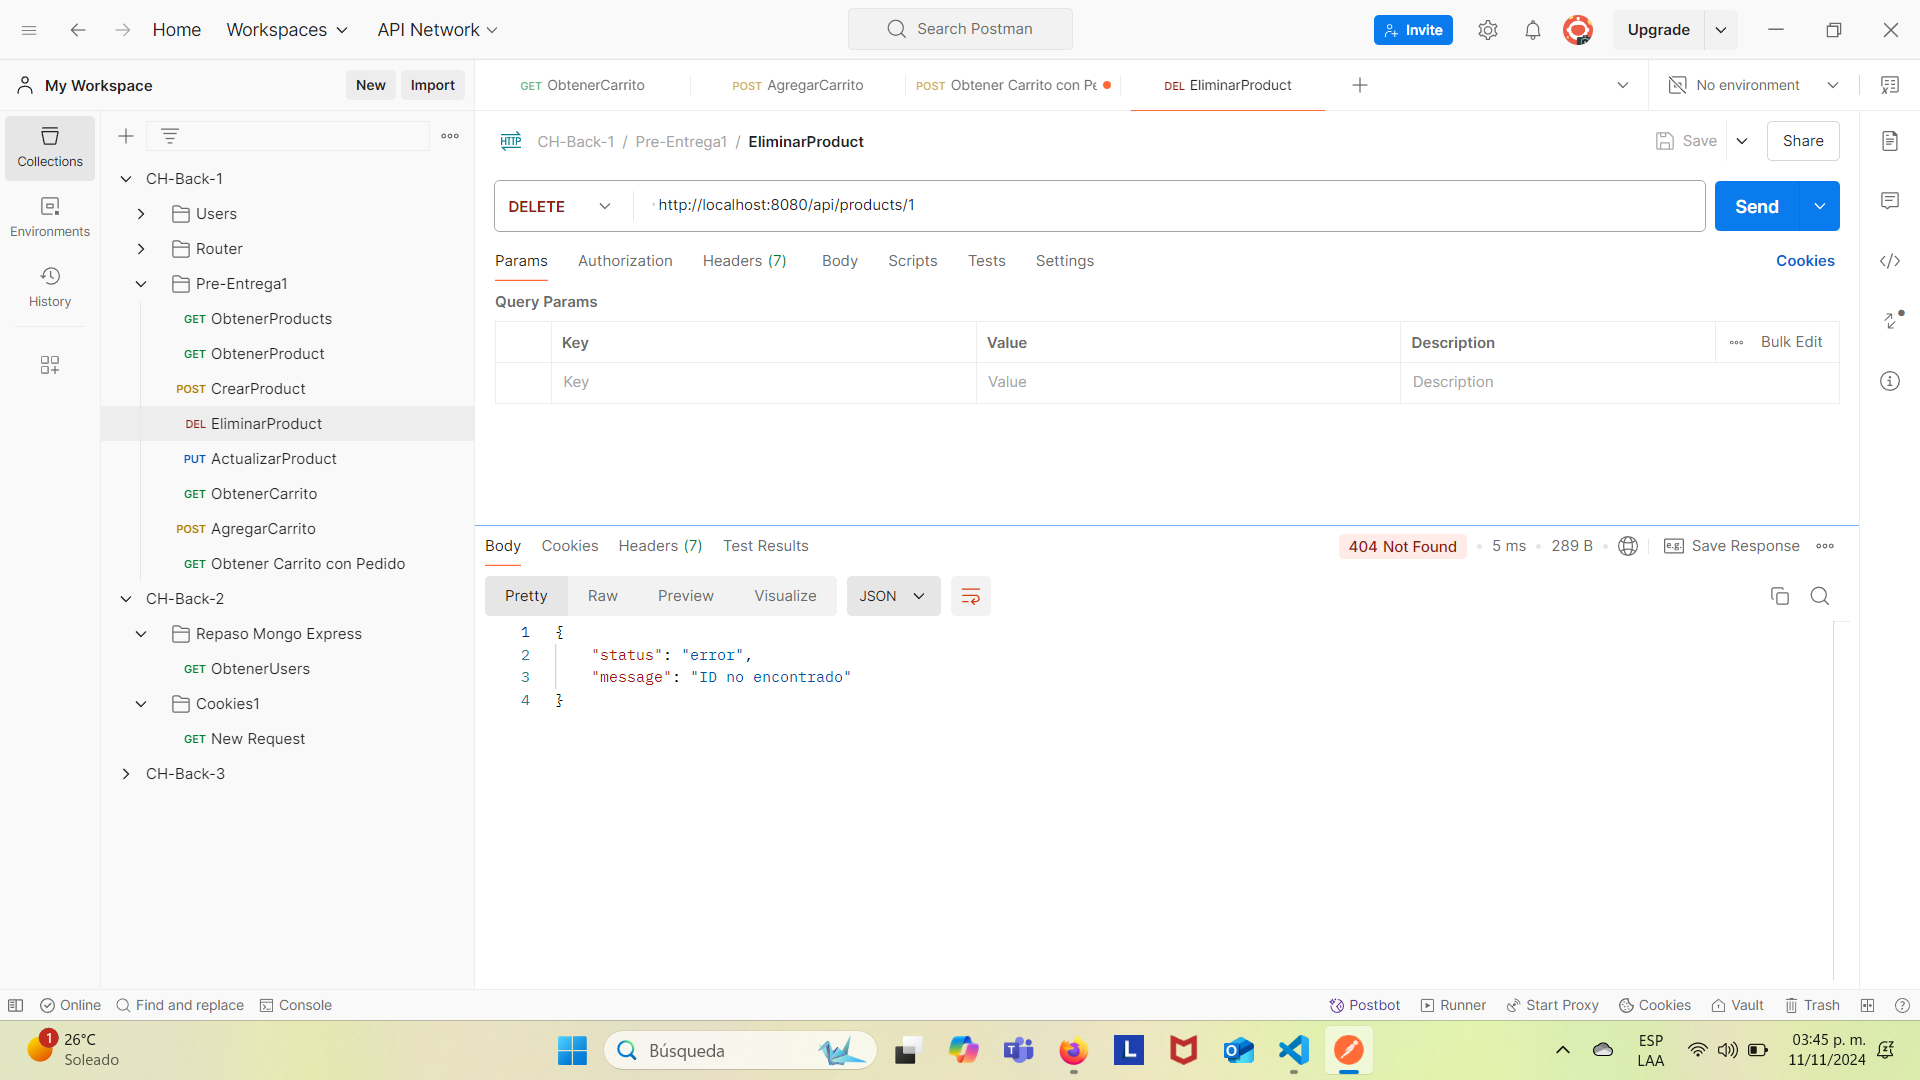 Home Workspaces API Network Search Postman Invite Upgrade
My Workspace New Import GET ObtenerCarrito POST AgregarCarrito POST Obtener Carrito con Pe DEL EliminarProduct No environment
Collections
Environments
History
CH-Back-1
Users
Router
Pre-Entrega1
GET ObtenerProducts
GET ObtenerProduct
POST CrearProduct
DEL EliminarProduct
PUT ActualizarProduct
GET ObtenerCarrito
POST AgregarCarrito
GET Obtener Carrito con Pedido
CH-Back-2
Repaso Mongo Express
GET ObtenerUsers
Cookies1
GET New Request
CH-Back-3
HTTP CH-Back-1 / Pre-Entrega1 / EliminarProduct Save Share
DELETE http://localhost:8080/api/products/1 Send
Params Authorization Headers (7) Body Scripts Tests Settings Cookies
Query Params
Key Value Description Bulk Edit
Key Value Description
Body Cookies Headers (7) Test Results 404 Not Found 5 ms 289 B e.g. Save Response
Pretty Raw Preview Visualize JSON
1 {
2 "status": "error",
3 "message": "ID no encontrado"
4 }
Online Find and replace Console Postbot Runner Start Proxy Cookies Vault Trash
1 26°C
Soleado
Búsqueda
L
ESP
LAA
03:45 p. m.
11/11/2024